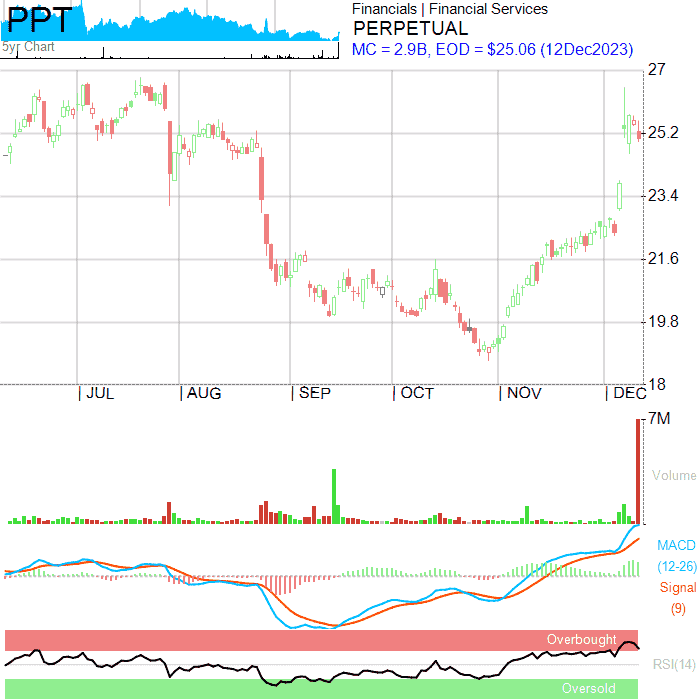 PPT
5yr Chart
Financials | Financial Services
PERPETUAL
MC = 2.9B, EOD = $25.06 (12Dec2023)
27
25.2
23.4
21.6
19.8
18
JUL AUG SEP OCT NOV DEC
7M
Volume
MACD
(12-26)
Signal
(9)
Overbought
RSI(14)
Oversold